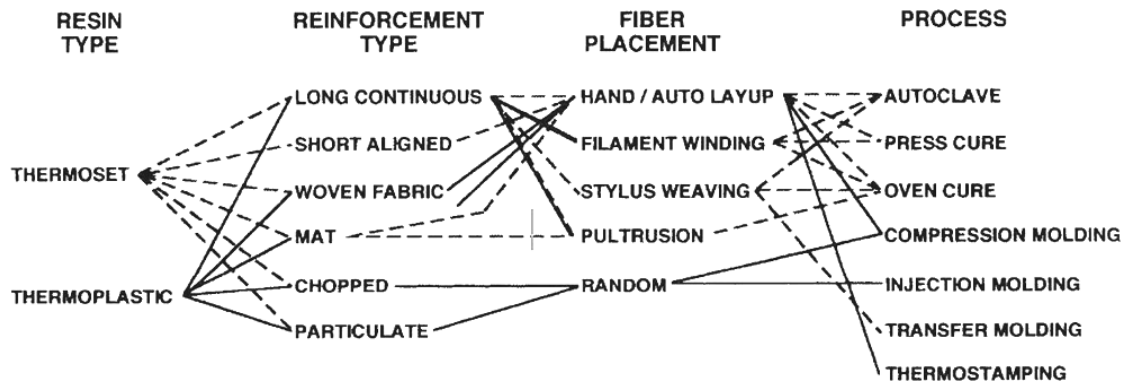 RESIN
TYPE
REINFORCEMENT
TYPE
FIBER
PLACEMENT
PROCESS
LONG CONTINUOUS
HAND / AUTO LAYUP
AUTOCLAVE
SHORT ALIGNED
FILAMENT WINDING
PRESS CURE
THERMOSET
WOVEN FABRIC
STYLUS WEAVING
OVEN CURE
MAT
PULTRUSION
COMPRESSION MOLDING
THERMOPLASTIC
CHOPPED
RANDOM
INJECTION MOLDING
PARTICULATE
TRANSFER MOLDING
THERMOSTAMPING